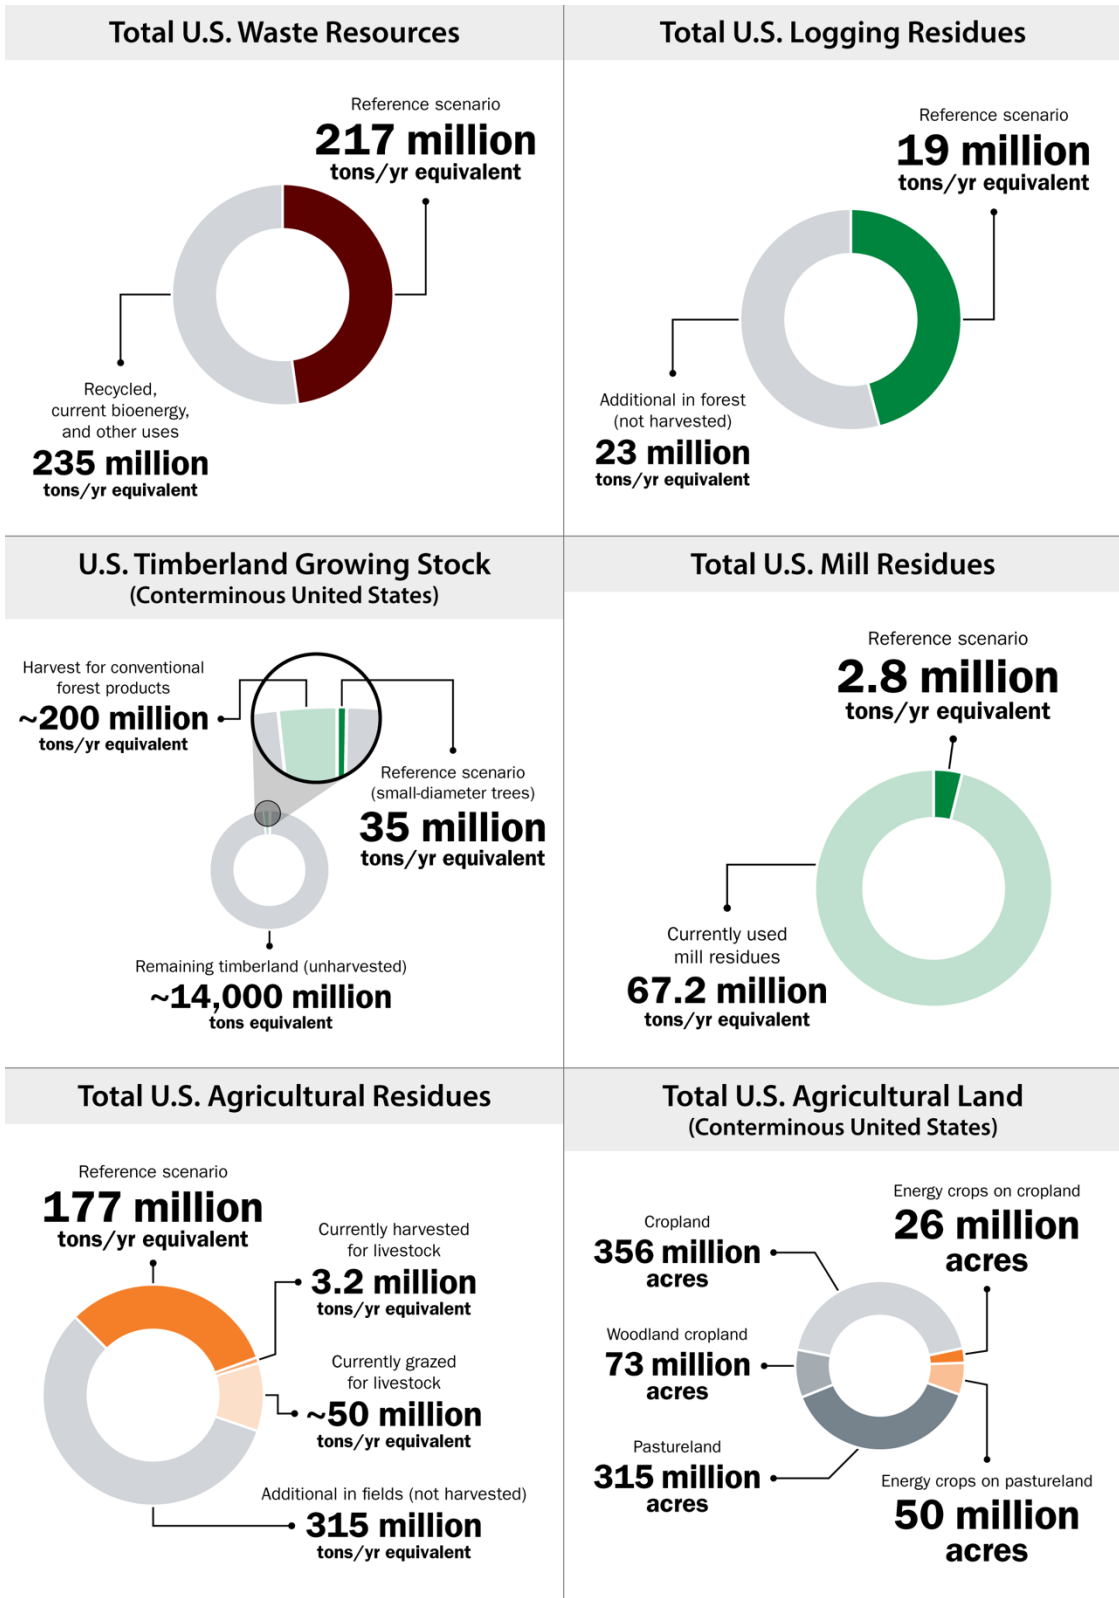 Total U.S. Waste Resources
Reference scenario
217 million
tons/yr equivalent
Recycled,
current bioenergy,
and other uses
235 million
tons/yr equivalent
Total U.S. Logging Residues
Reference scenario
19 million
tons/yr equivalent
Additional in forest
(not harvested)
23 million
tons/yr equivalent
U.S. Timberland Growing Stock
(Conterminous United States)
Harvest for conventional
forest products
~200 million
tons/yr equivalent
Reference scenario
(small-diameter trees)
35 million
tons/yr equivalent
Remaining timberland (unharvested)
~14,000 million
tons equivalent
Total U.S. Mill Residues
Reference scenario
2.8 million
tons/yr equivalent
Currently used
mill residues
67.2 million
tons/yr equivalent
Total U.S. Agricultural Residues
Reference scenario
177 million
tons/yr equivalent
Currently harvested
for livestock
3.2 million
tons/yr equivalent
Currently grazed
for livestock
~50 million
tons/yr equivalent
Additional in fields (not harvested)
315 million
tons/yr equivalent
Total U.S. Agricultural Land
(Conterminous United States)
Energy crops on cropland
26 million
acres
Cropland
356 million
acres
Woodland cropland
73 million
acres
Pastureland
315 million
acres
Energy crops on pastureland
50 million
acres